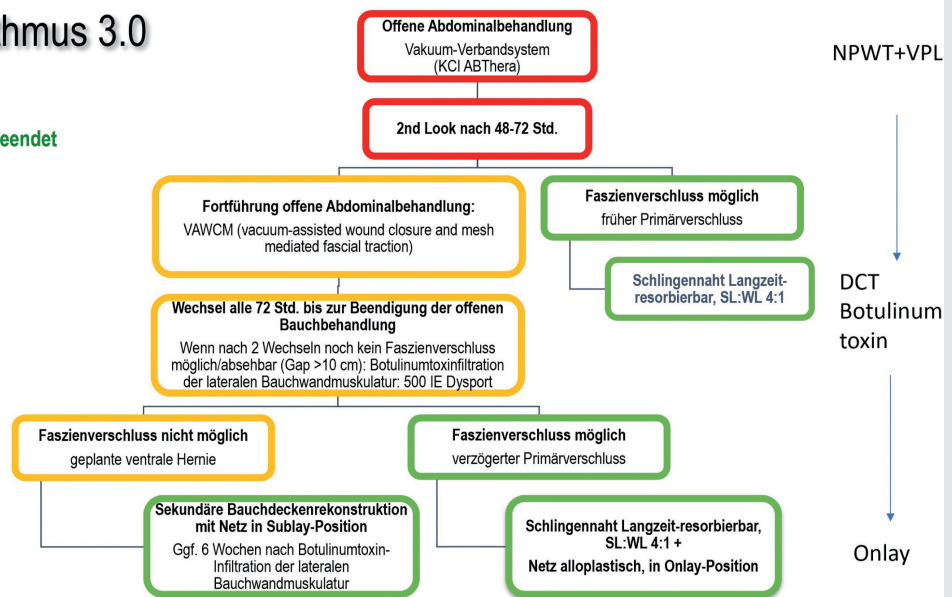 thmus 3.0
eendet
Offene Abdominalbehandlung
Vakuum-Verbandsystem
(KCI ABThera)
NPWT+VPL
2nd Look nach 48-72 Std.
Fortführung offene Abdominalbehandlung:
VAWCM (vacuum-assisted wound closure and mesh
mediated fascial traction)
Faszienverschluss möglich
früher Primärverschluss
Schlingennaht Langzeit-
resorbierbar, SL:WL 4:1
DCT
Botulinum
toxin
Wechsel alle 72 Std. bis zur Beendigung der offenen
Bauchbehandlung
Wenn nach 2 Wechseln noch kein Faszienverschluss
möglich/absehbar (Gap >10 cm): Botulinumtoxinfiltration
der lateralen Bauchwandmuskulatur: 500 IE Dysport
Faszienverschluss nicht möglich
geplante ventrale Hernie
Faszienverschluss möglich
verzögerter Primärverschluss
Sekundäre Bauchdeckenrekonstruktion
mit Netz in Sublay-Position
Ggf. 6 Wochen nach Botulinumtoxin-
Infiltration der lateralen
Bauchwandmuskulatur
Schlingennaht Langzeit-resorbierbar,
SL:WL 4:1 +
Netz alloplastisch, in Onlay-Position
Onlay